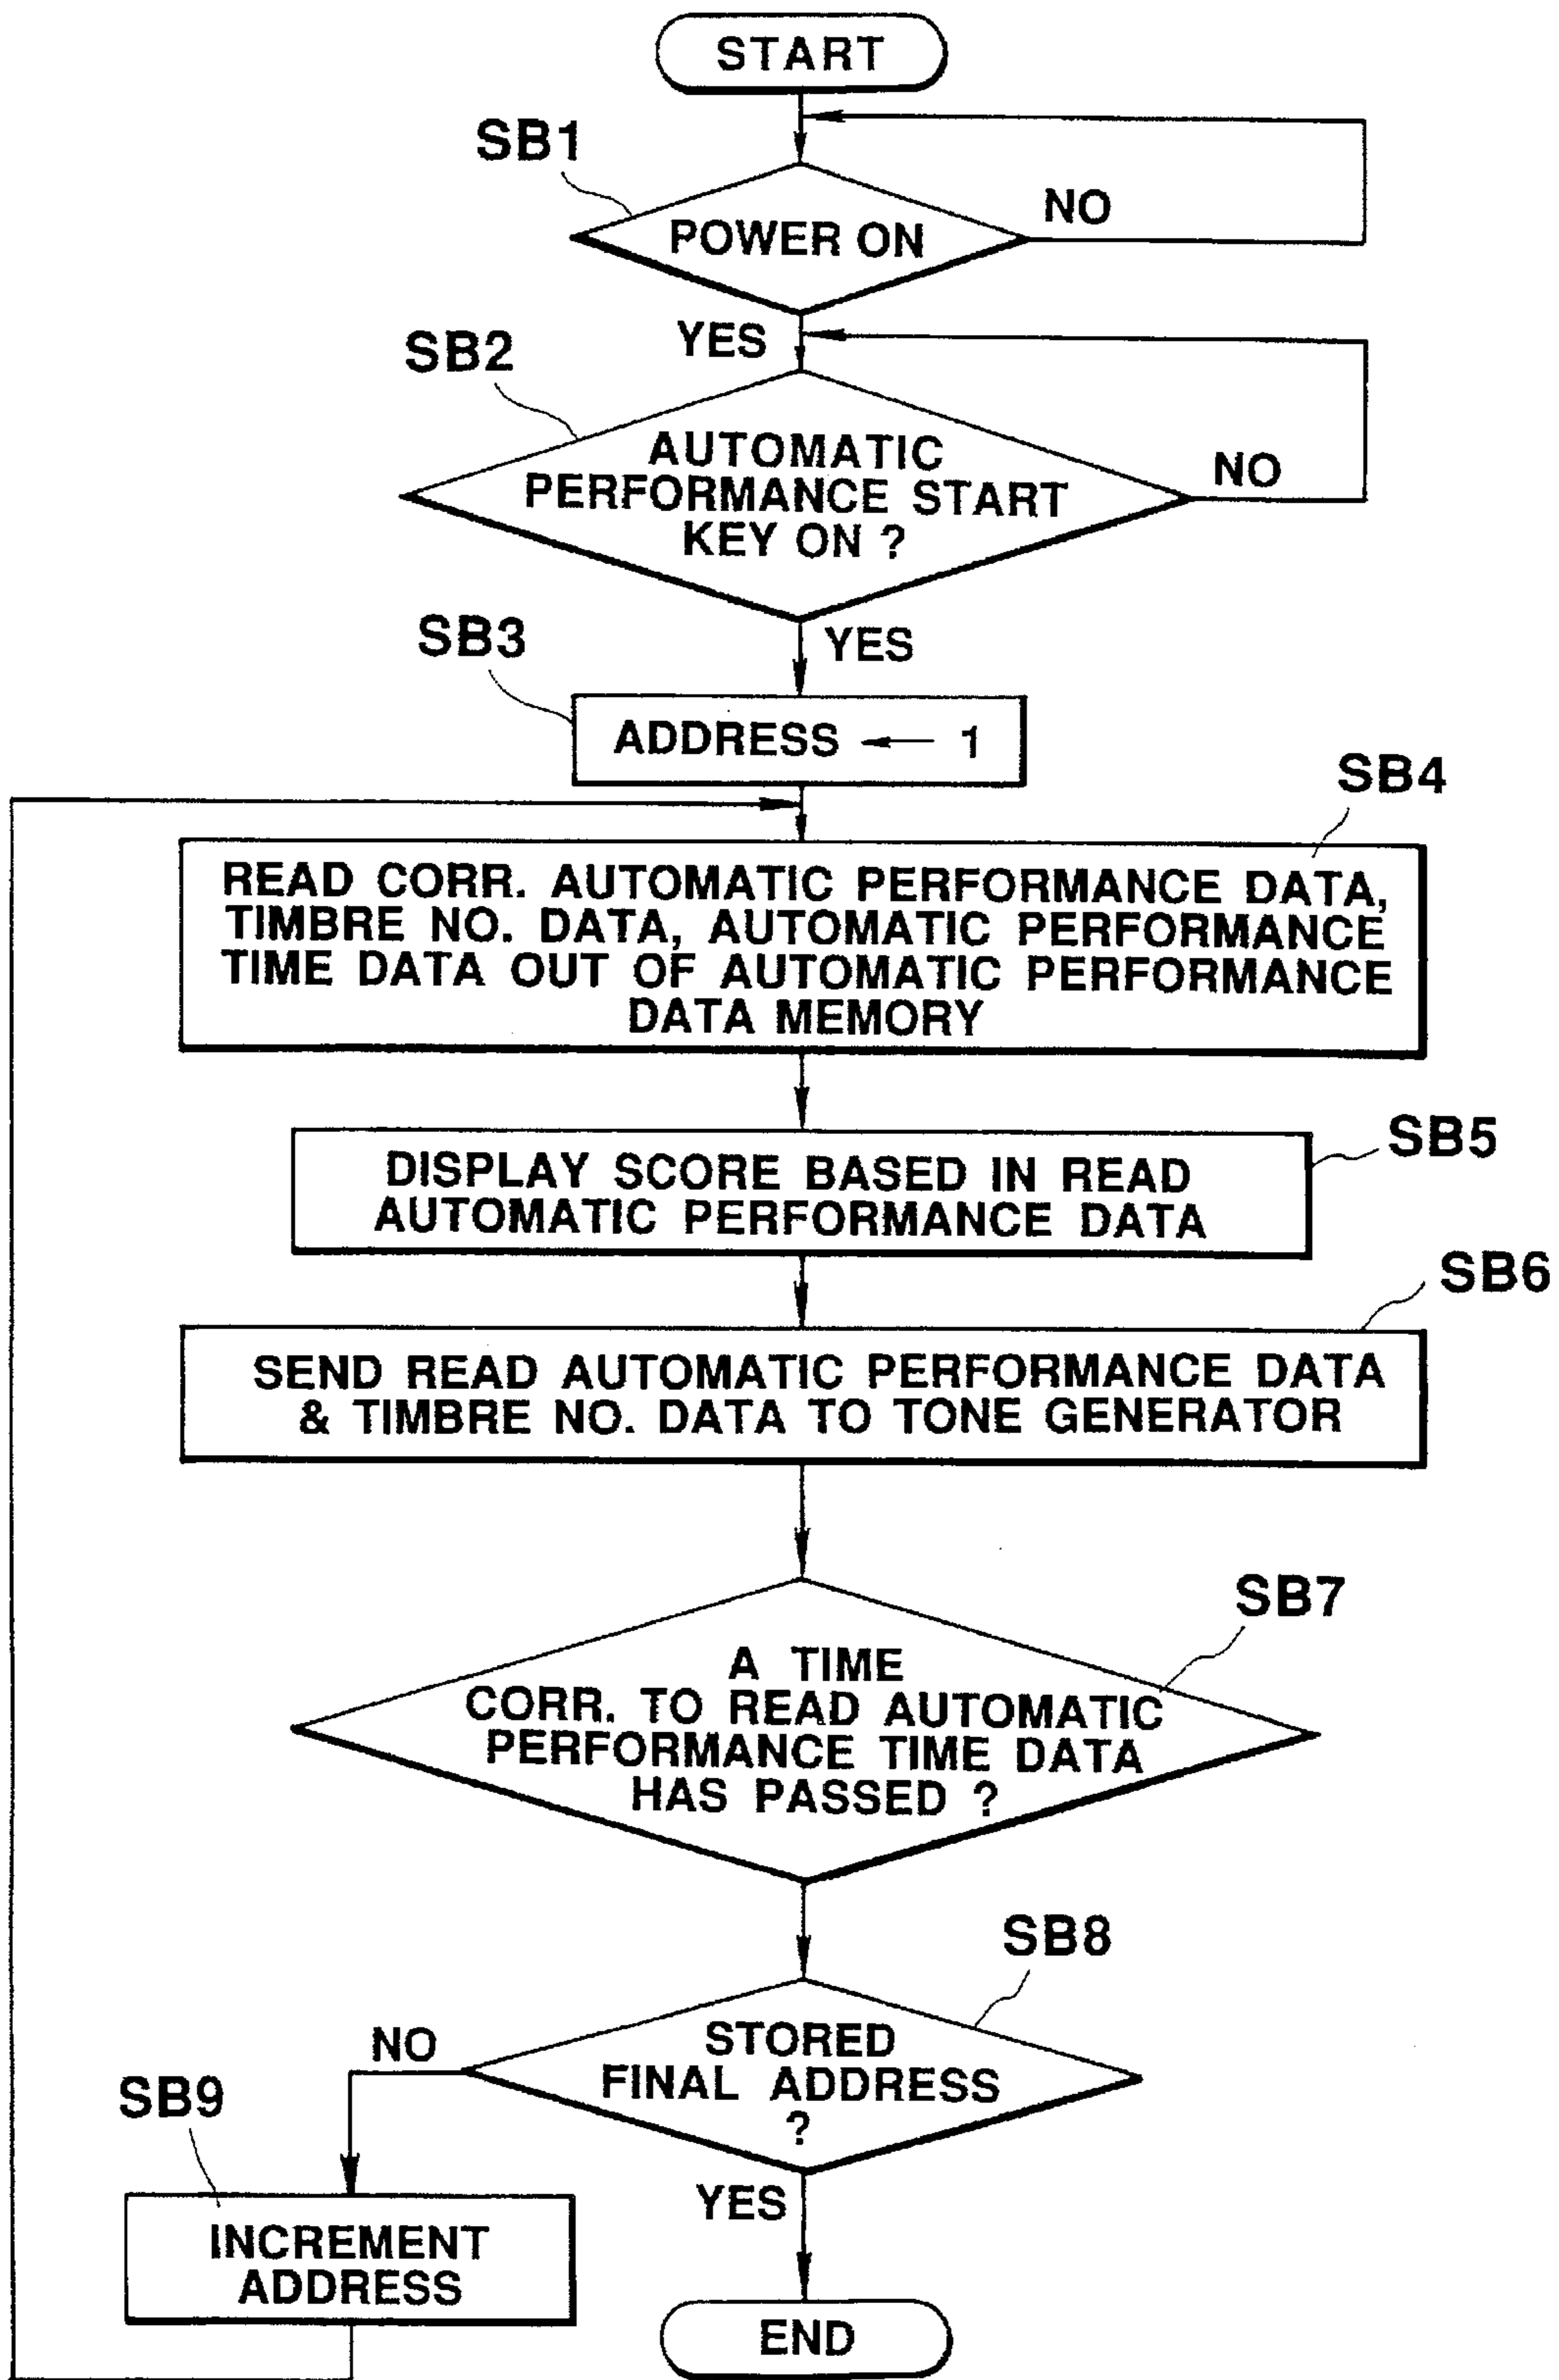 START
SB1
POWER ON
NO
YES
SB2
AUTOMATIC
PERFORMANCE START
KEY ON ?
NO
YES
SB3
ADDRESS ← 1
SB4
READ CORR. AUTOMATIC PERFORMANCE DATA,
TIMBRE NO. DATA, AUTOMATIC PERFORMANCE
TIME DATA OUT OF AUTOMATIC PERFORMANCE
DATA MEMORY
SB5
DISPLAY SCORE BASED IN READ
AUTOMATIC PERFORMANCE DATA
SB6
SEND READ AUTOMATIC PERFORMANCE DATA
& TIMBRE NO. DATA TO TONE GENERATOR
SB7
A TIME
CORR. TO READ AUTOMATIC
PERFORMANCE TIME DATA
HAS PASSED ?
SB8
STORED
FINAL ADDRESS
?
NO
SB9
YES
INCREMENT
ADDRESS
END